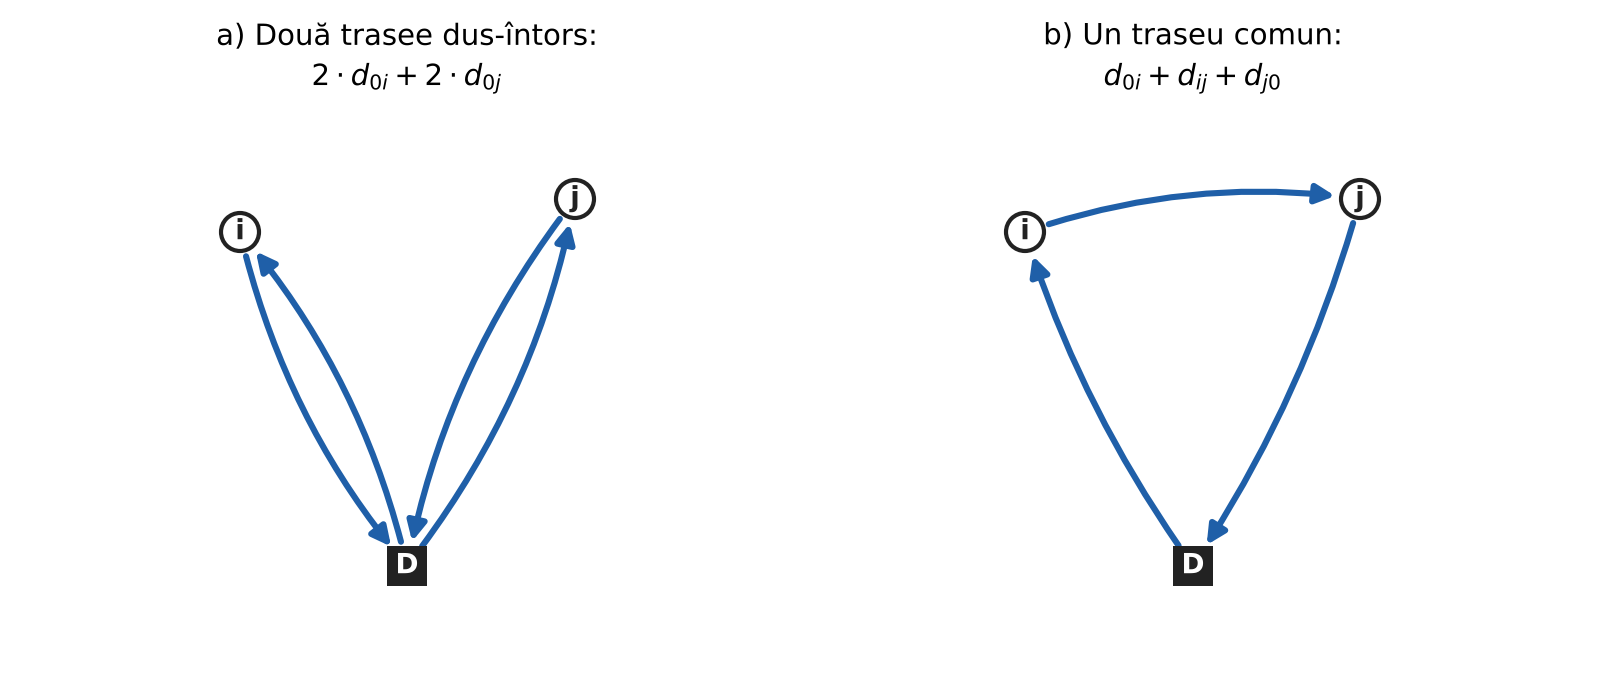 a) Două trasee dus-întors:
2 · d₀ᵢ + 2 · d₀ⱼ
b) Un traseu comun:
d₀ᵢ + dᵢⱼ + dⱼ₀
i
j
D
i
j
D